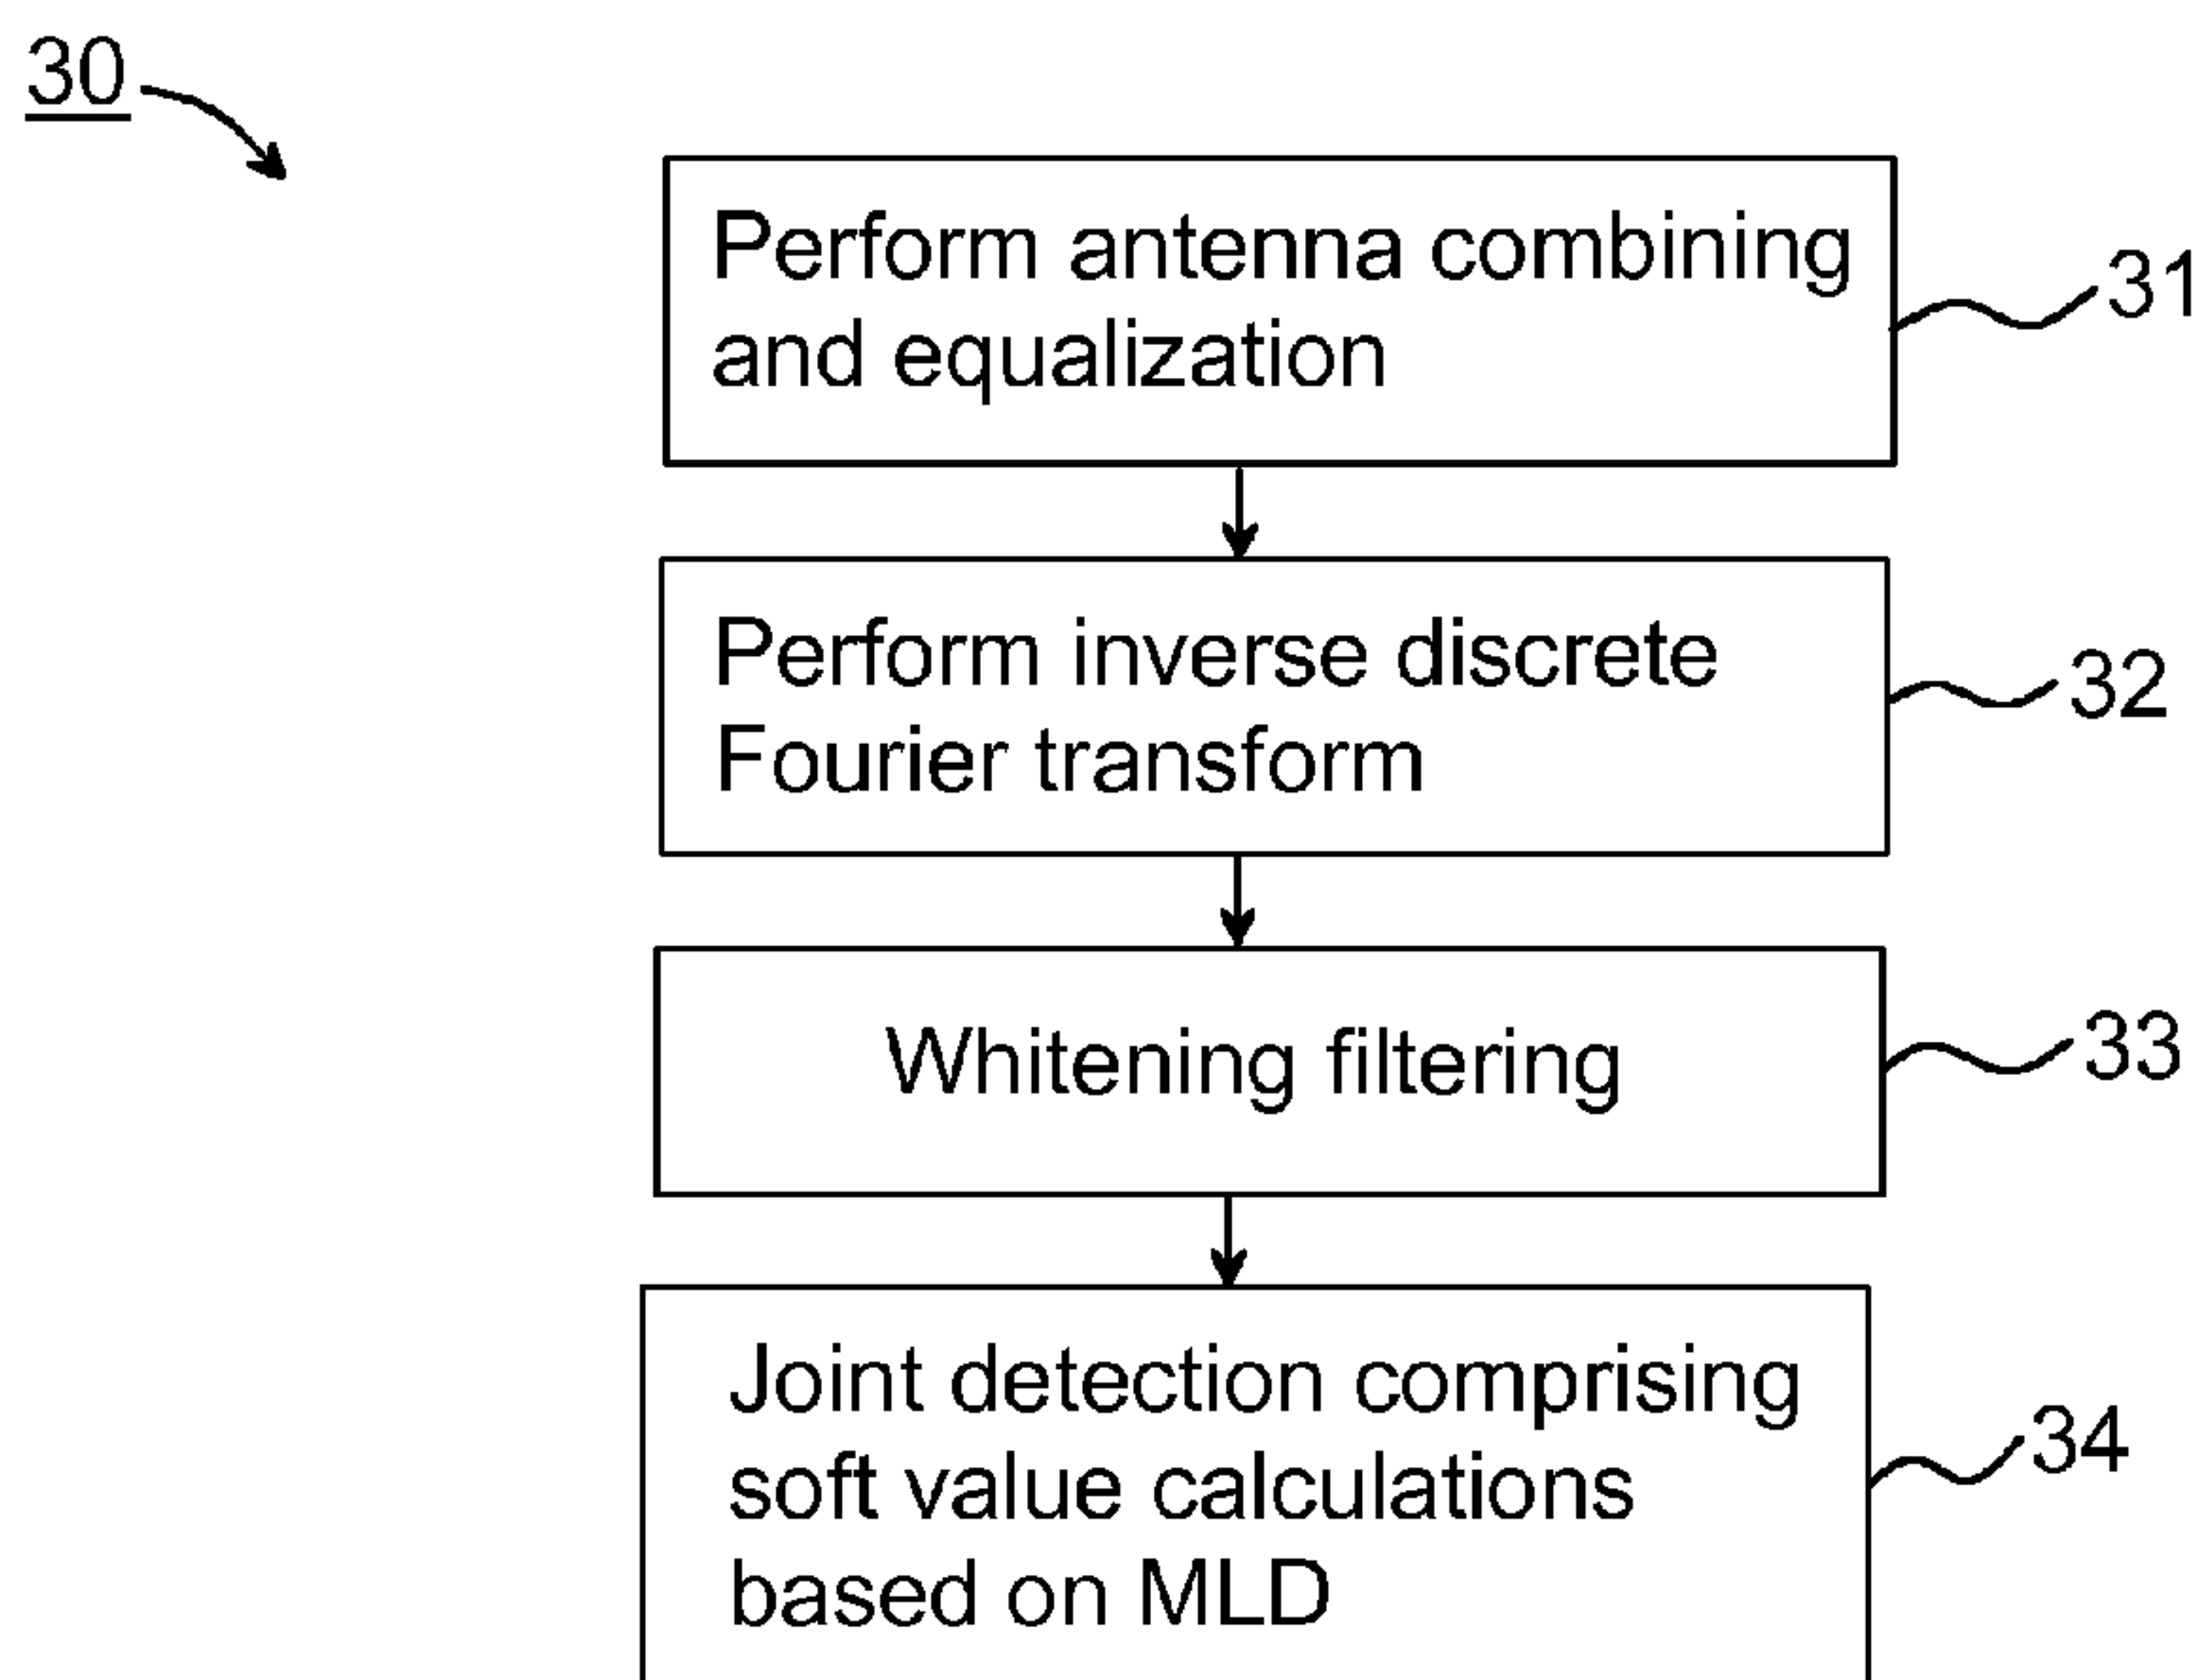 30
Perform antenna combining
and equalization
31
Perform inverse discrete
Fourier transform
32
Whitening filtering
33
Joint detection comprising
soft value calculations
based on MLD
34